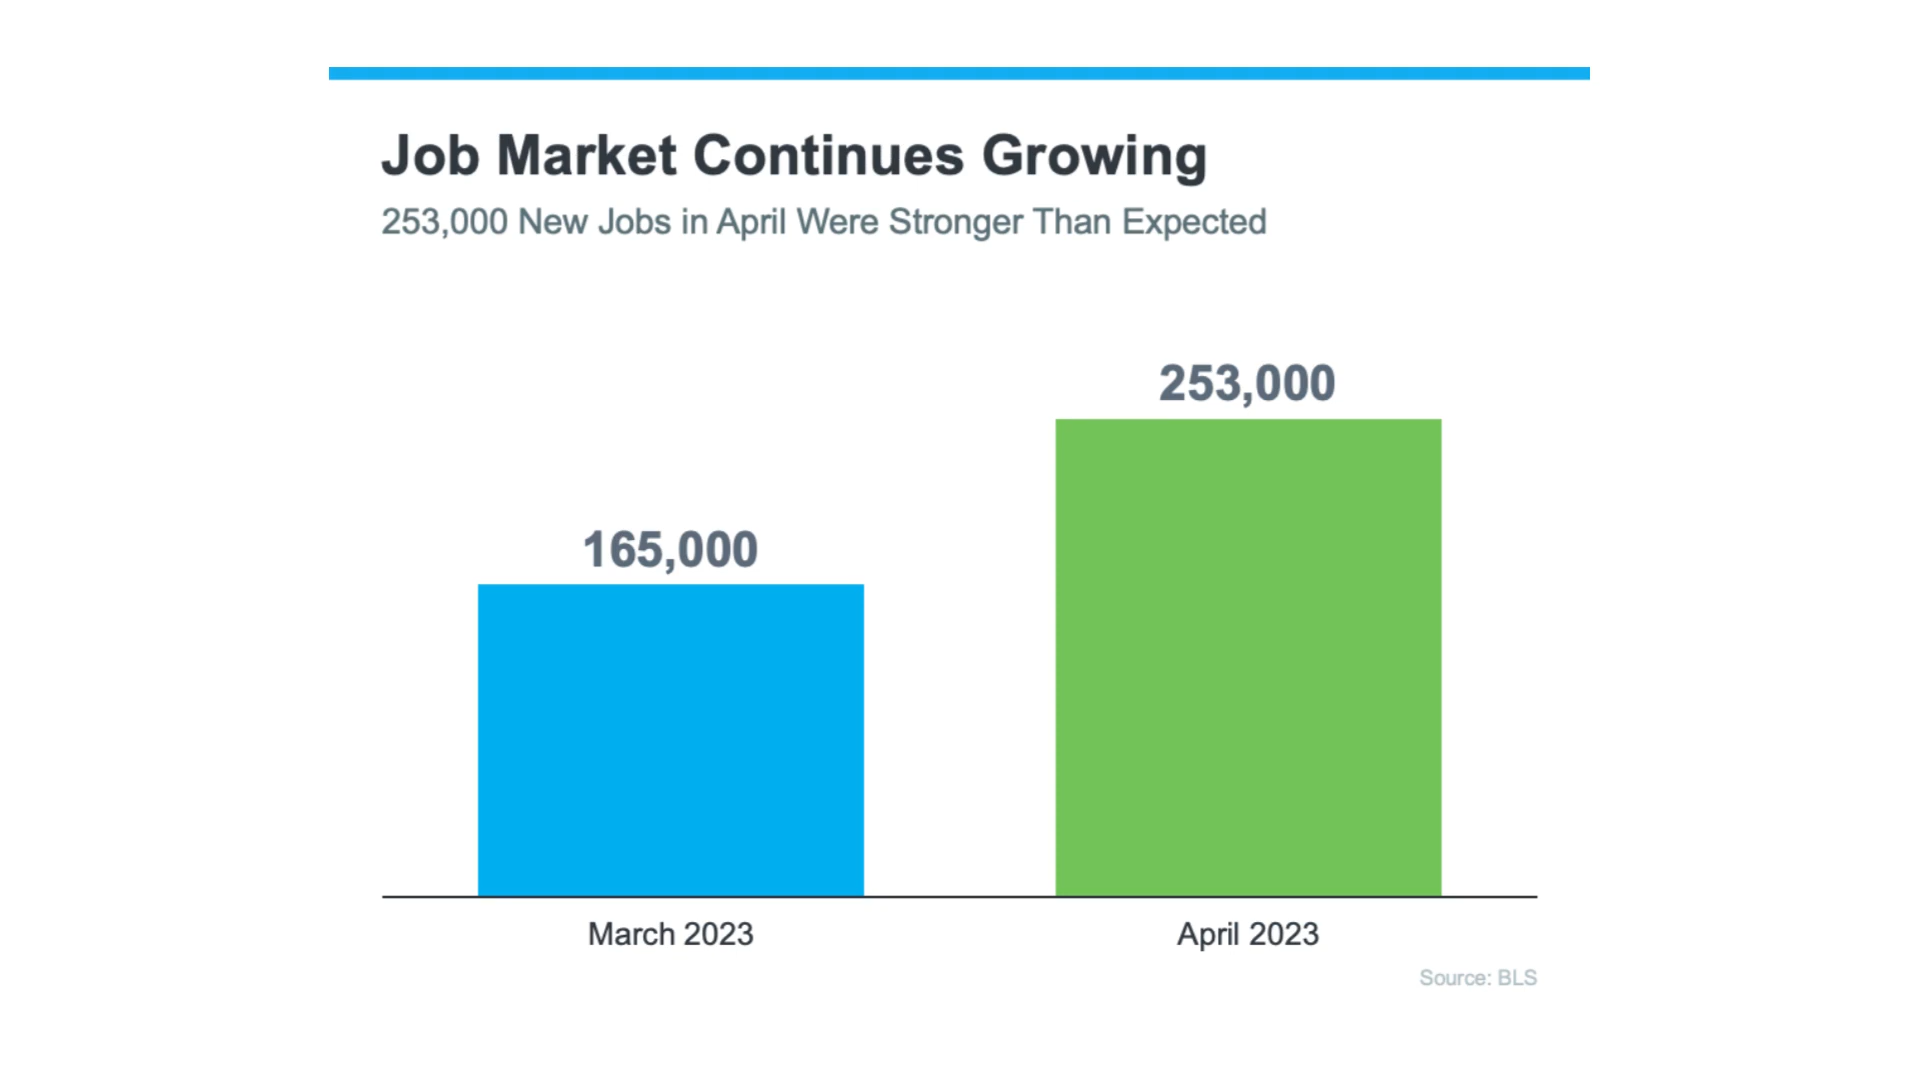 Job Market Continues Growing
253,000 New Jobs in April Were Stronger Than Expected
253,000
165,000
March 2023
April 2023
Source: BLS